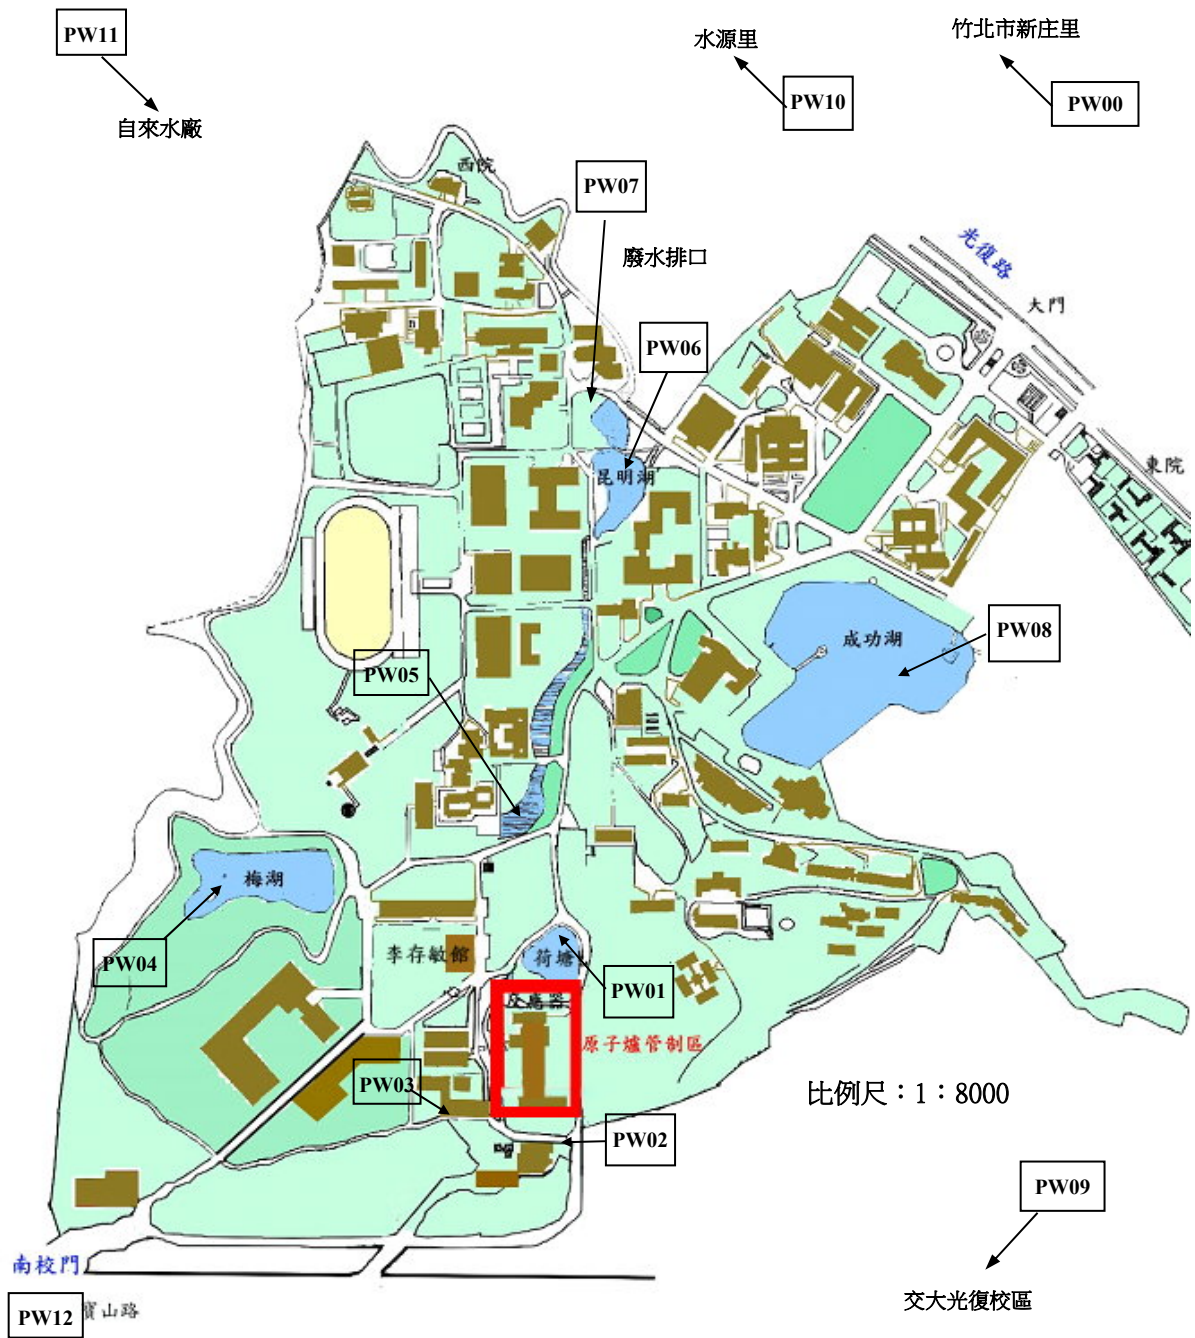 PW11
水源里
竹北市新庄里
PW10
PW00
自來水廠
西院
PW07
光復路
廢水排口
大門
PW06
東院
昆明湖
PW08
成功湖
PW05
梅湖
李存敏館
荷塘
PW04
PW01
反應器
原子爐管制區
PW03
比例尺：1：8000
PW02
PW09
南校門
交大光復校區
PW12
寶山路